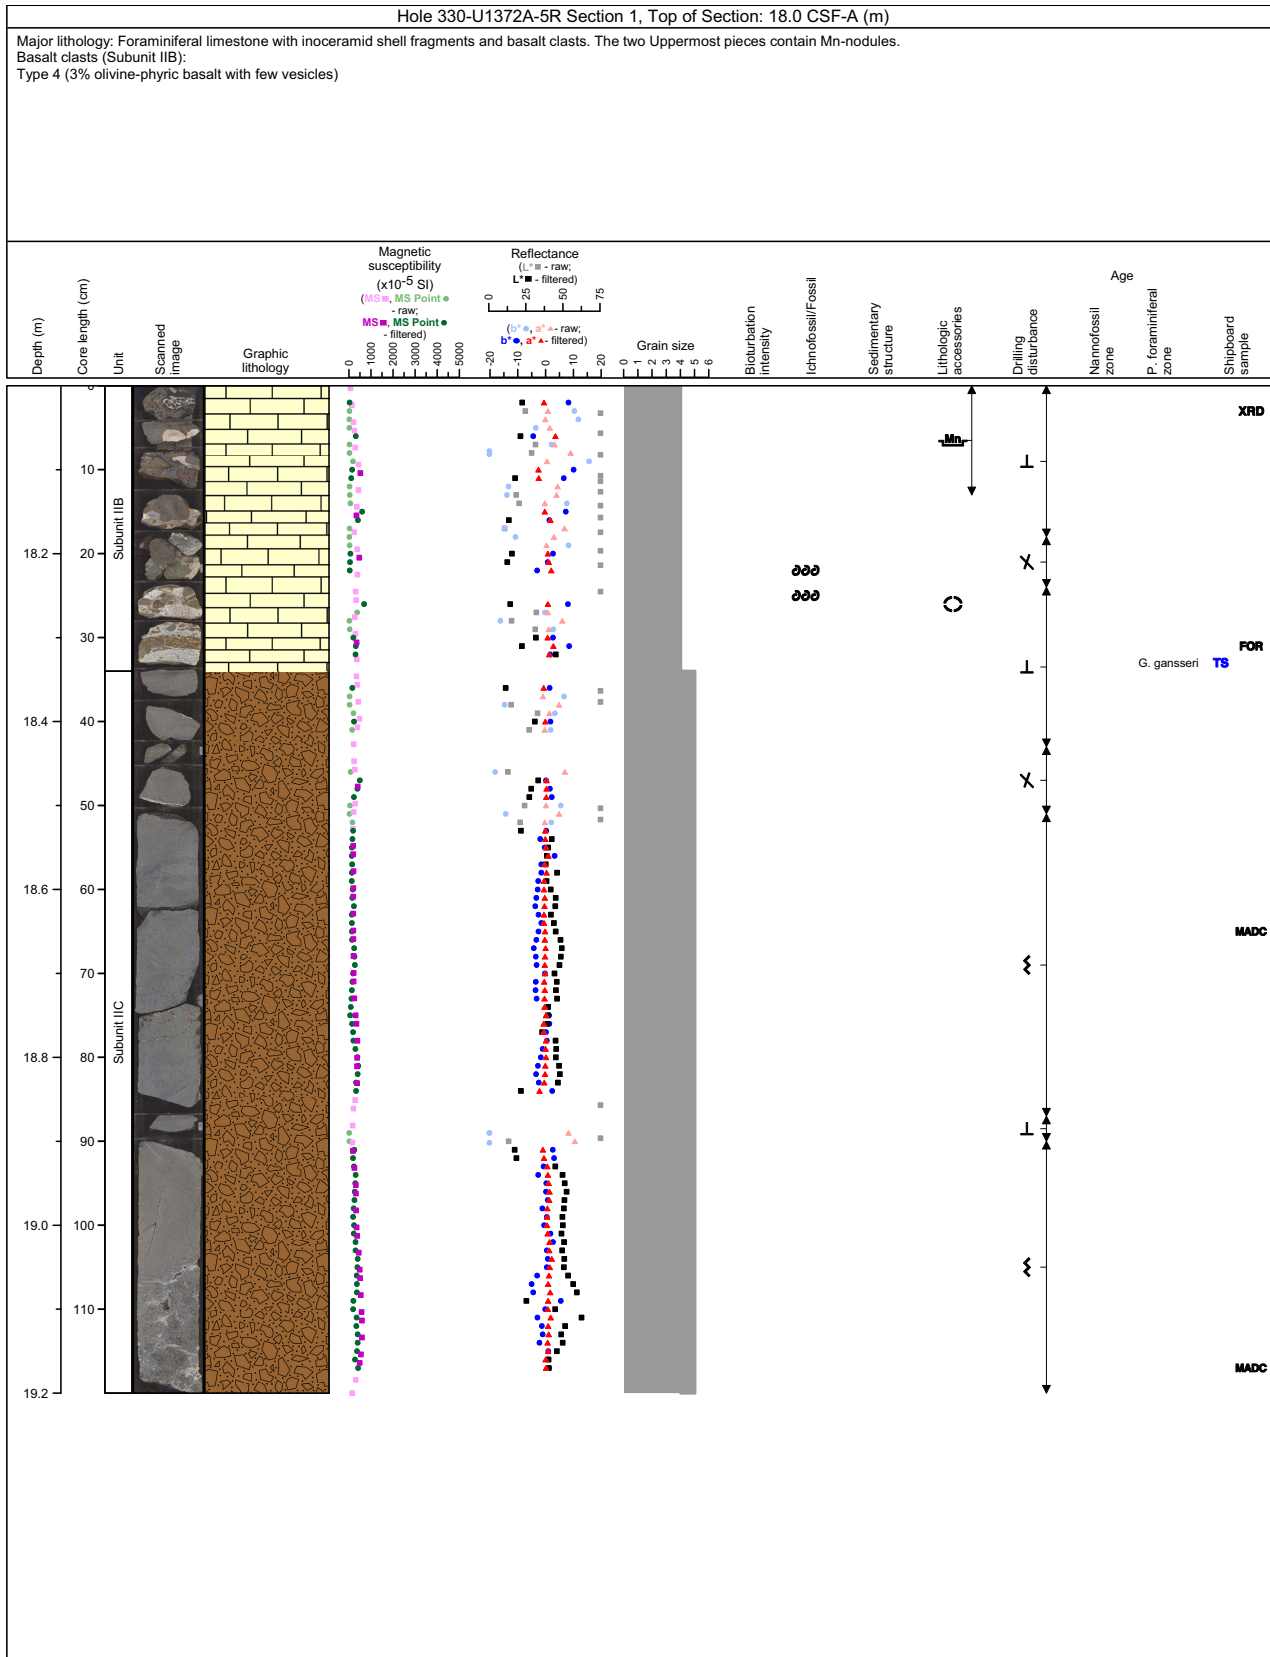 Hole 330-U1372A-5R Section 1, Top of Section: 18.0 CSF-A (m)
Major lithology: Foraminiferal limestone with inoceramid shell fragments and basalt clasts. The two Uppermost pieces contain Mn-nodules.
Basalt clasts (Subunit IIB):
Type 4 (3% olivine-phyric basalt with few vesicles)
Depth (m)
Core length (cm)
Unit
Scanned
image
Graphic
lithology
Magnetic
susceptibility
(x10-5 SI)
(MS , MS Point
- raw;
MS , MS Point
- filtered)
0 1000 2000 3000 4000 5000
Reflectance
(L* - raw;
L* - filtered)
0 25 50 75
(b* , a* - raw;
b* , a* - filtered)
-20 -10 0 10 20
Grain size
0 1 2 3 4 5 6
Bioturbation
intensity
Ichnofossil/Fossil
Sedimentary
structure
Lithologic
accessories
Drilling
disturbance
Age
Nannofossil
zone
P. foraminiferal
zone
Shipboard
sample
0
XRD
Mn
10
Subunit IIB
18.2
20
30
FOR
G. gansseri TS
18.4
40
50
18.6
60
MADC
70
Subunit IIC
18.8
80
90
19.0
100
110
MADC
19.2